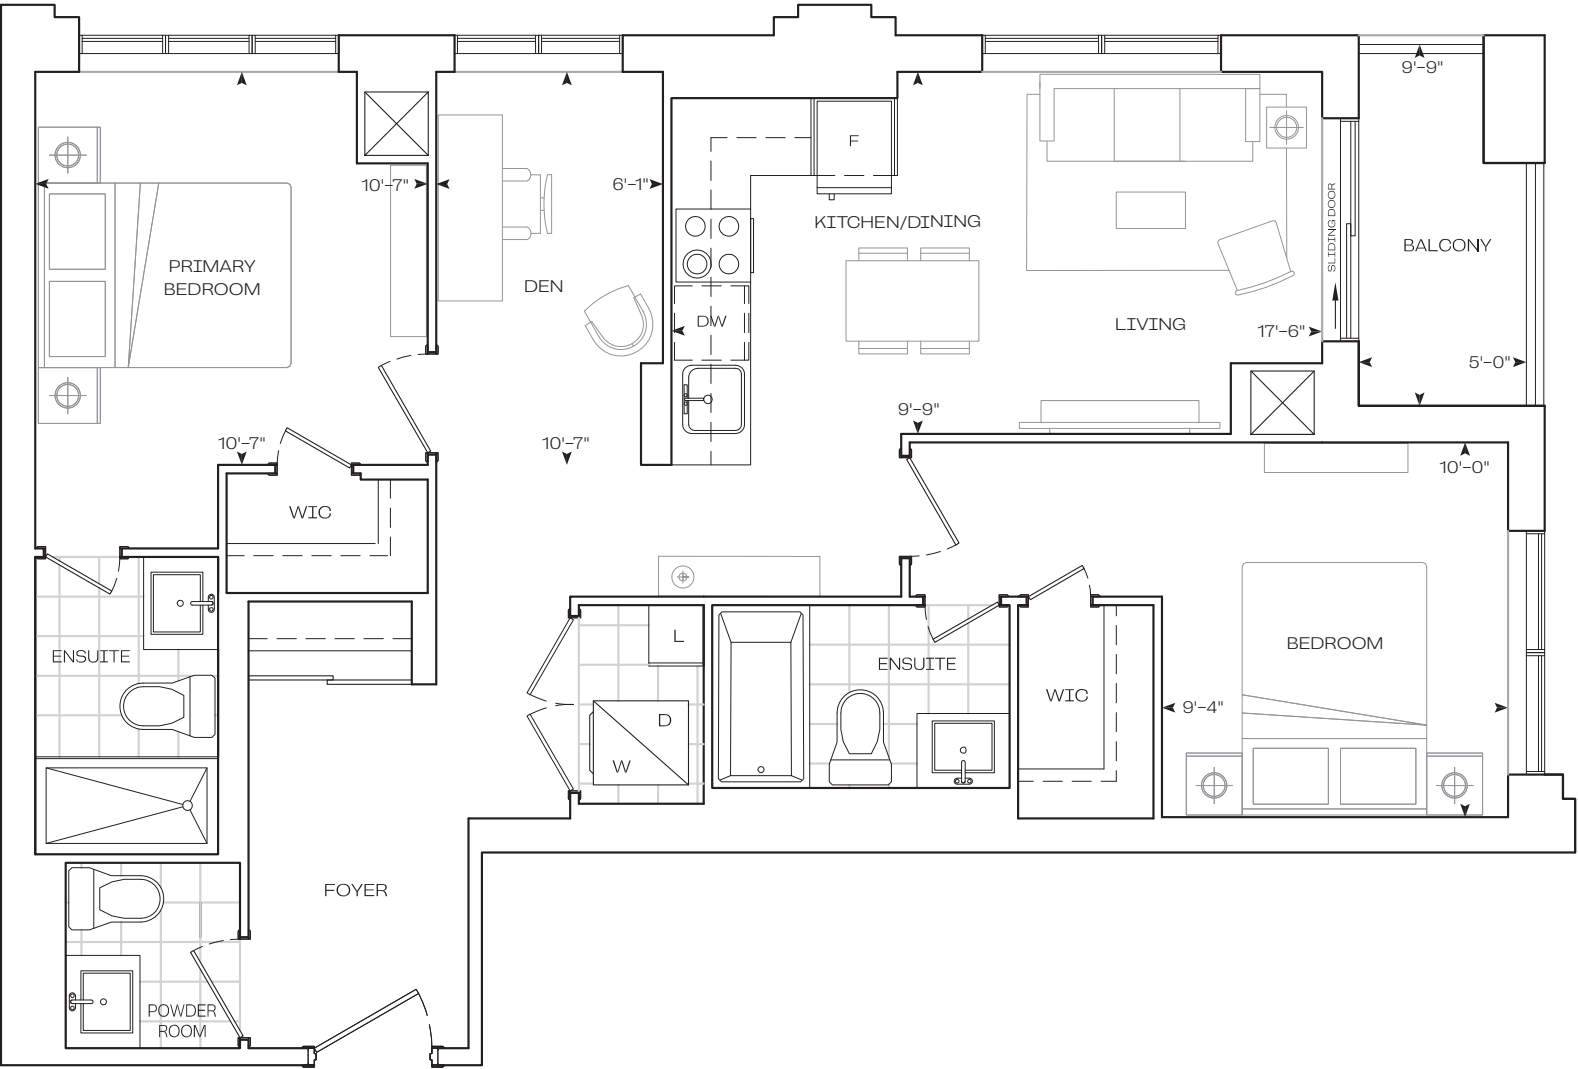 9'-9"
F
10'-7"
6'-1"
SLIDING DOOR
KITCHEN/DINING
BALCONY
PRIMARY
BEDROOM
DEN
DW
LIVING
17'-6"
5'-0"
9'-9"
10'-7"
10'-7"
10'-0"
WIC
L
ENSUITE
ENSUITE
BEDROOM
WIC
9'-4"
D
W
FOYER
POWDER
ROOM